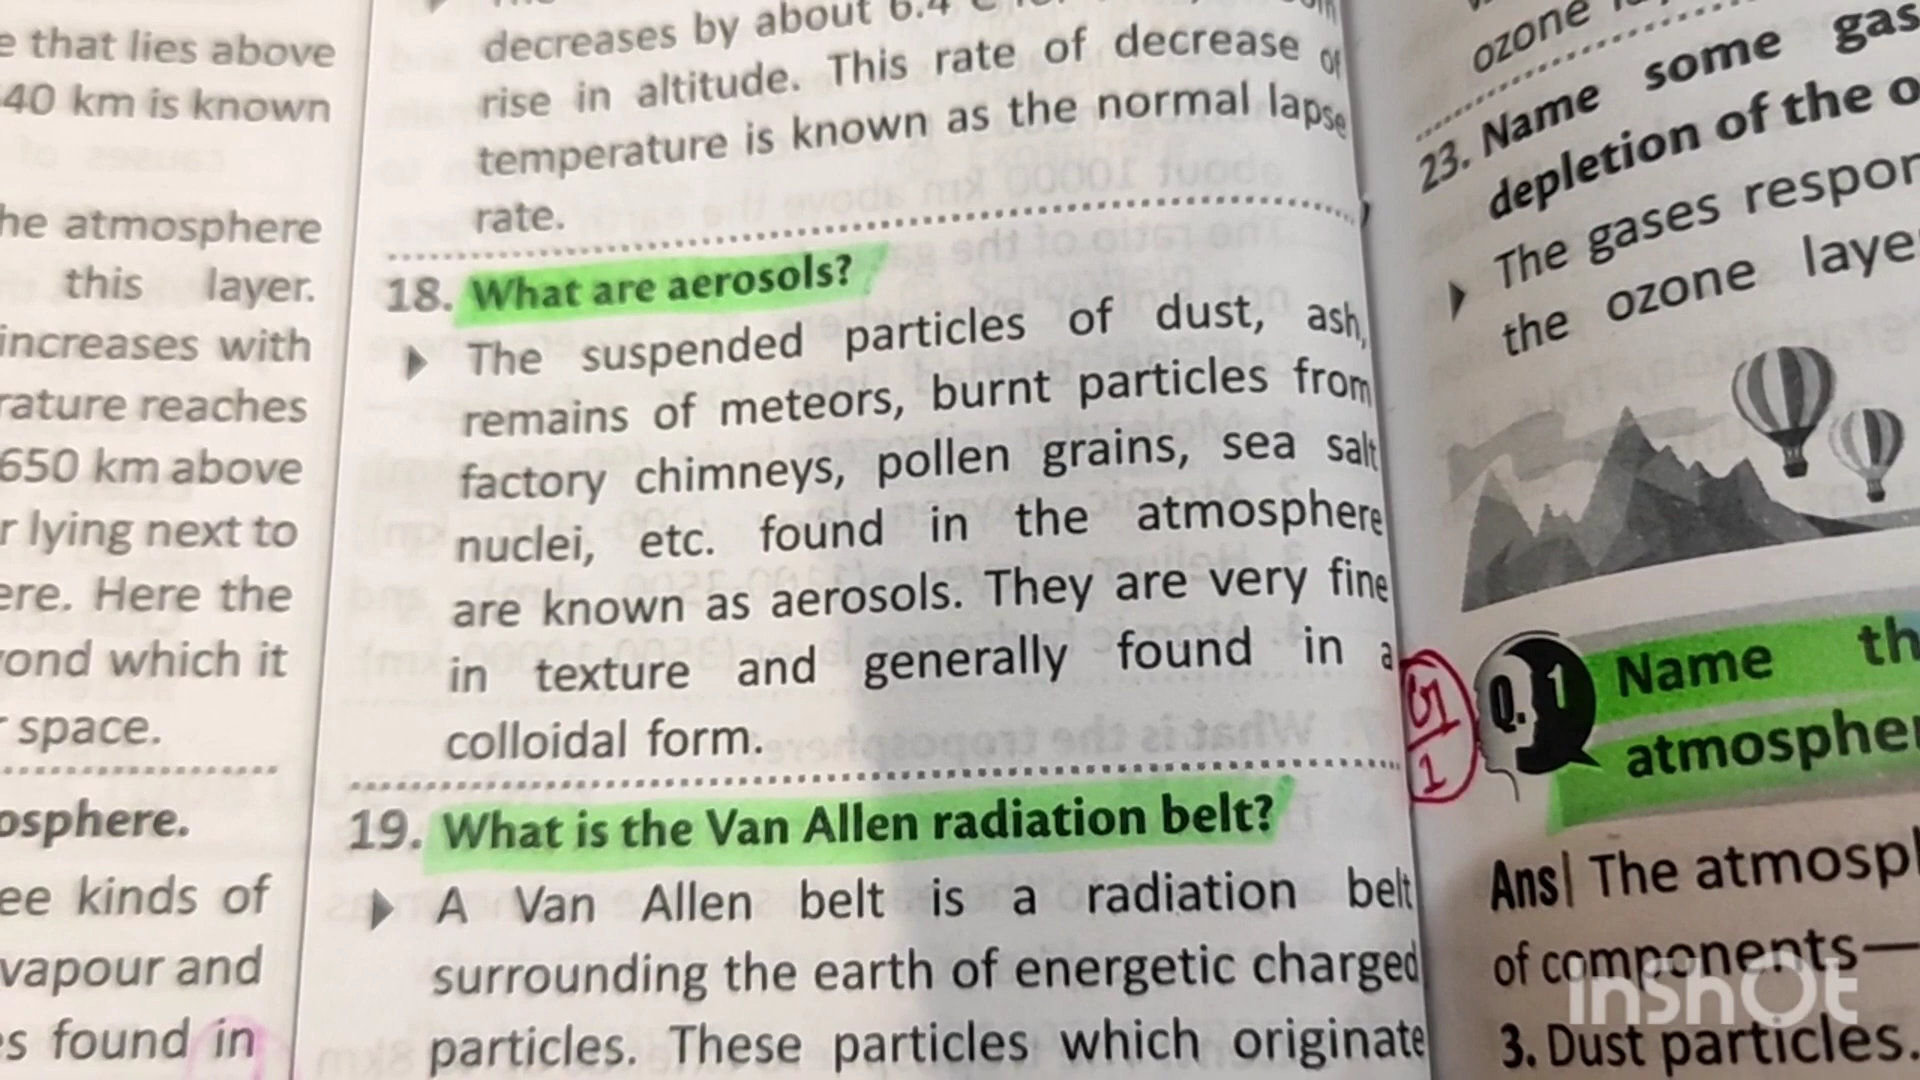 e that lies above
40 km is known
he atmosphere
this layer.
increases with
rature reaches
650 km above
r lying next to
ere. Here the
ond which it
r space.
osphere.
ee kinds of
vapour and
es found in
decreases by about 6.4
rise in altitude. This rate of decrease of
temperature is known as the normal lapse
rate.
18. What are aerosols?
The suspended particles of dust, ash,
remains of meteors, burnt particles from
factory chimneys, pollen grains, sea salt
nuclei, etc. found in the atmosphere
are known as aerosols. They are very fine
in texture and generally found in a
colloidal form.
19. What is the Van Allen radiation belt?
A Van Allen belt is a radiation belt
surrounding the earth of energetic charged
particles. These particles which originate
ozone
23. Name some gas
depletion of the o
The gases respon
the ozone laye
Q.1 Name th
atmospher
Ans| The atmosph
of components—
3. Dust particles.
InShOt